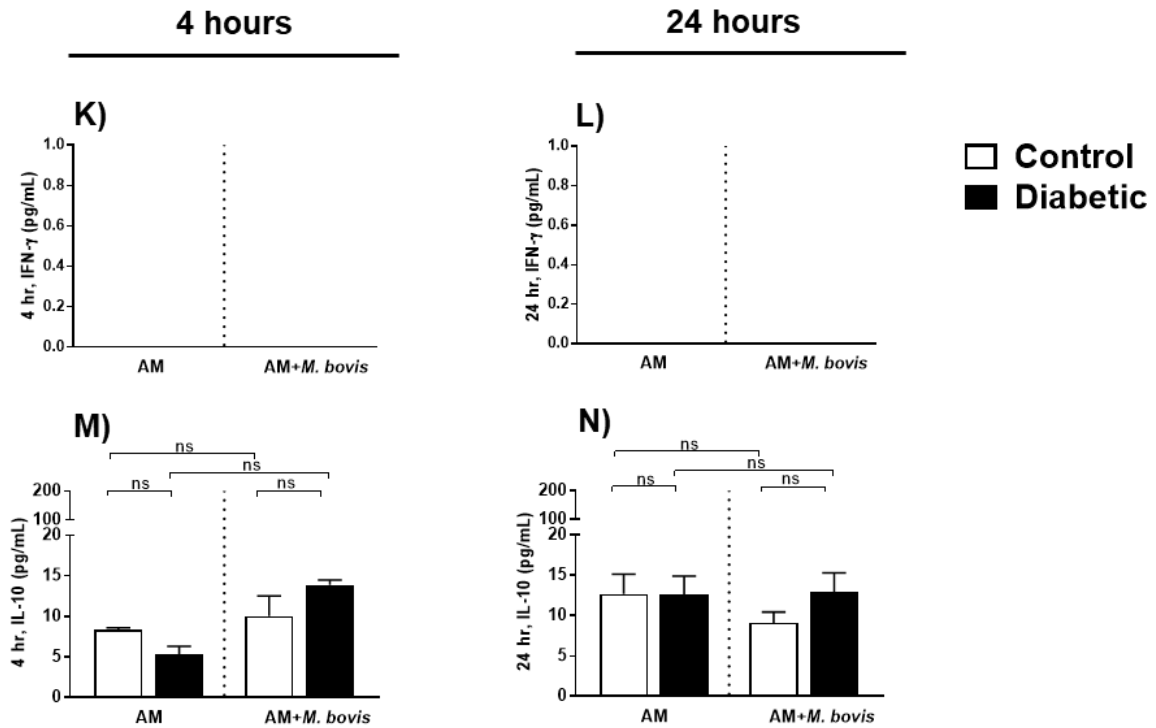 4 hours
24 hours
K)
1.0
0.8
0.6
0.4
0.2
0.0
4 hr, IFN-γ (pg/mL)
AM
AM+M. bovis
L)
1.0
0.8
0.6
0.4
0.2
0.0
24 hr, IFN-γ (pg/mL)
AM
AM+M. bovis
Control
Diabetic
M)
ns
ns
ns
ns
200
100
20
15
10
5
0
4 hr, IL-10 (pg/mL)
AM
AM+M. bovis
N)
ns
ns
ns
ns
200
100
20
15
10
5
0
24 hr, IL-10 (pg/mL)
AM
AM+M. bovis